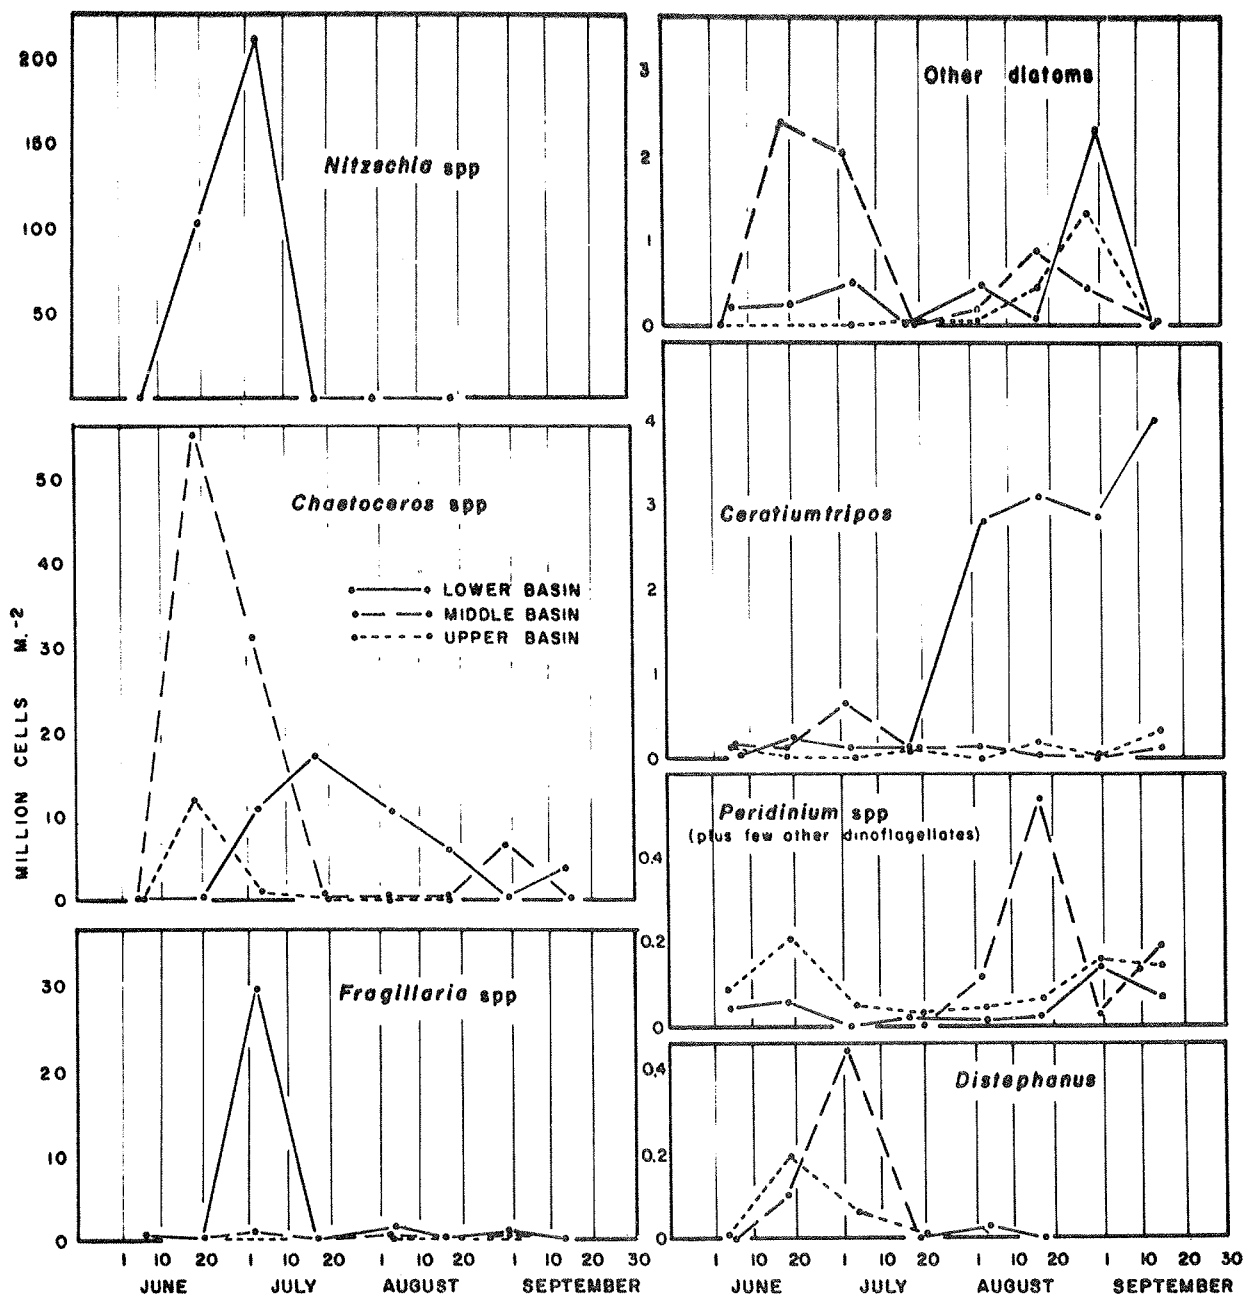 200
150
100
50
Nitzschia spp
3
2
1
0
Other diatoms
MILLION CELLS M.-2
50
40
30
20
10
0
Chaetoceros spp
LOWER BASIN
MIDDLE BASIN
UPPER BASIN
4
3
2
1
0
Ceratiumtripos
0.4
0.2
0
Peridinium spp
(plus few other dinoflagellates)
30
20
10
0
Fragillaria spp
0.4
0.2
0
Distephanus
1 10 20 1 10 20 1 10 20 1 10 20 30
JUNE JULY AUGUST SEPTEMBER
1 10 20 1 10 20 1 10 20 1 10 20 30
JUNE JULY AUGUST SEPTEMBER